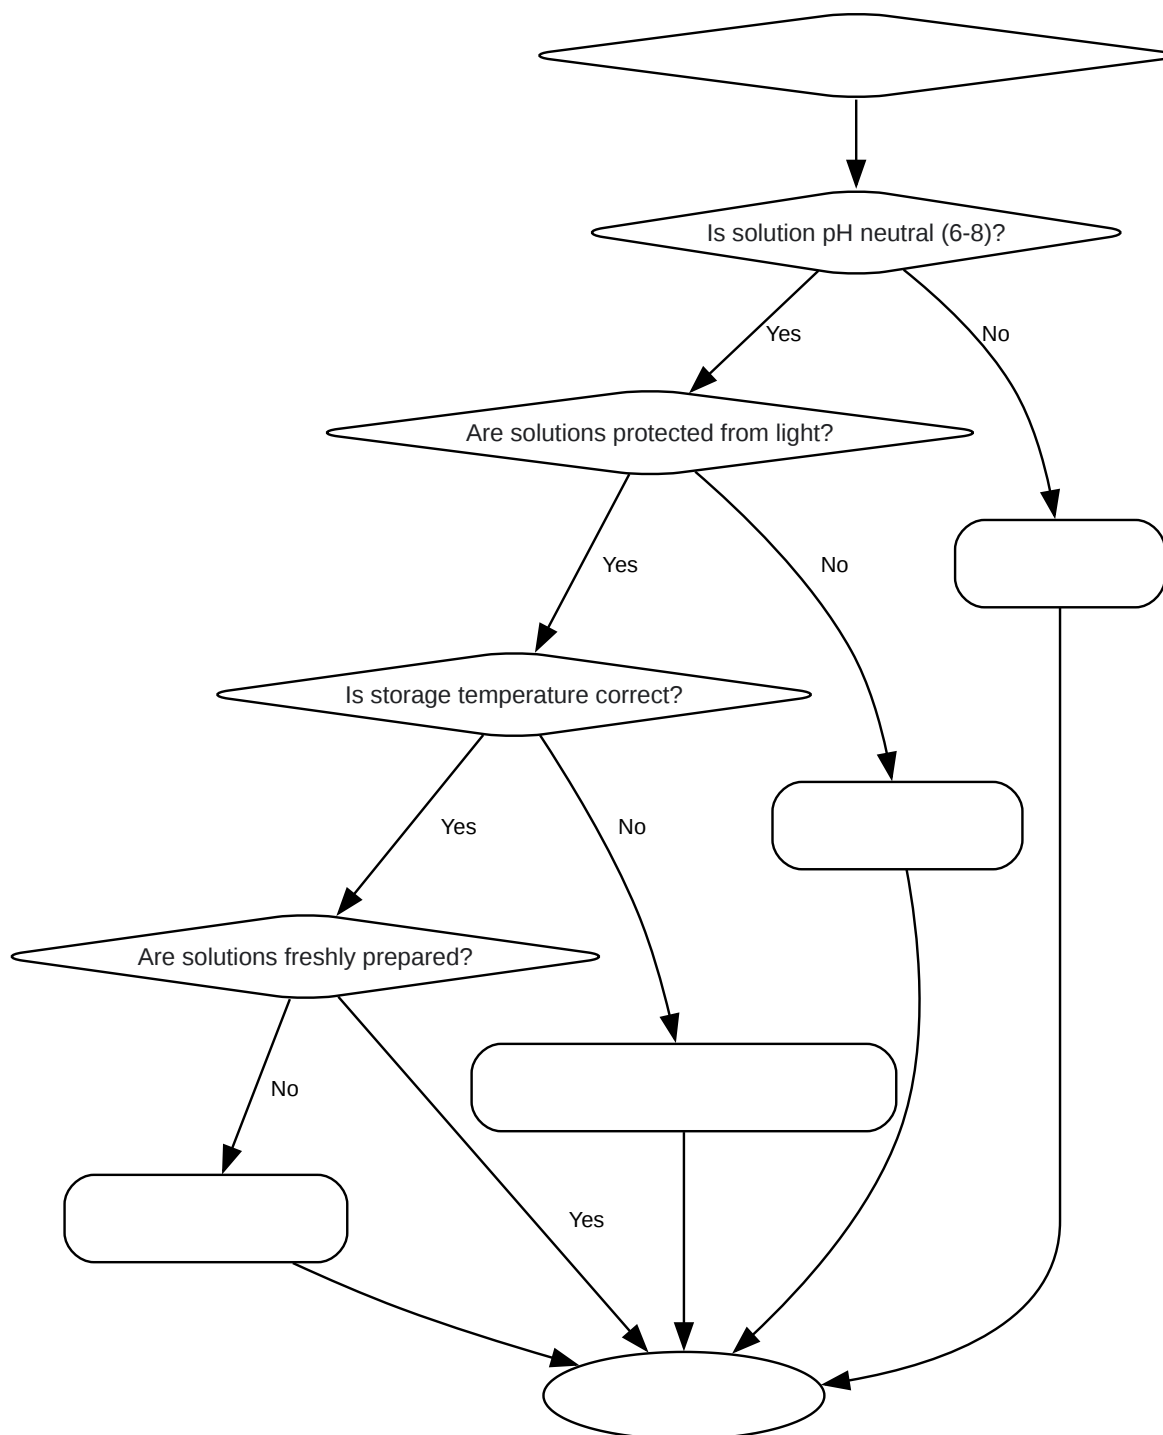 Is solution pH neutral (6-8)?
Yes
No
Are solutions protected from light?
Yes
No
Is storage temperature correct?
Yes
No
Are solutions freshly prepared?
No
Yes